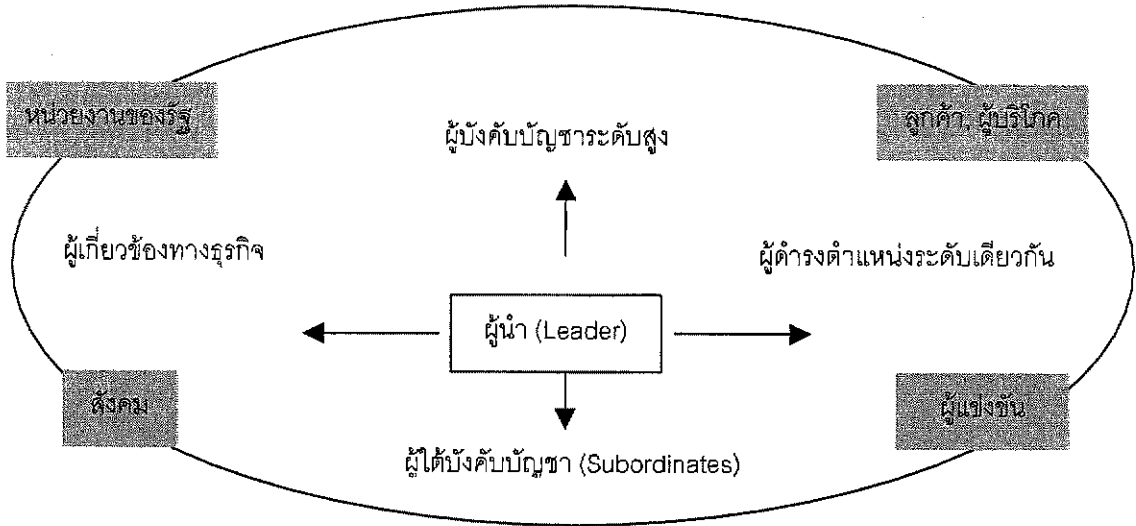 หน่วยงานของรัฐ
ลูกค้า, ผู้บริโภค
ผู้บังคับบัญชาระดับสูง
ผู้เกี่ยวข้องทางธุรกิจ
ผู้ดำรงตำแหน่งระดับเดียวกัน
ผู้นำ (Leader)
สังคม
ผู้แข่งขัน
ผู้ใต้บังคับบัญชา (Subordinates)